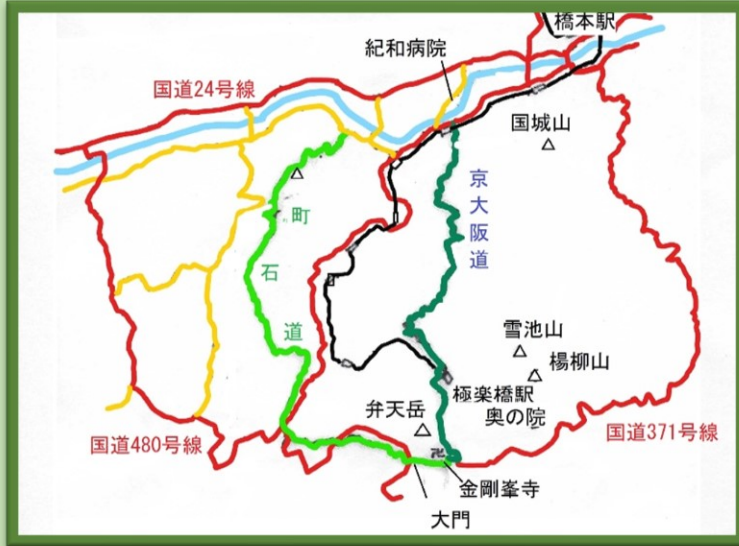 橋本駅
紀和病院
国道24号線
国城山
京大阪道
町石道
雪池山
楊柳山
極楽橋駅
奥の院
弁天岳
国道480号線
国道371号線
卍
金剛峯寺
大門